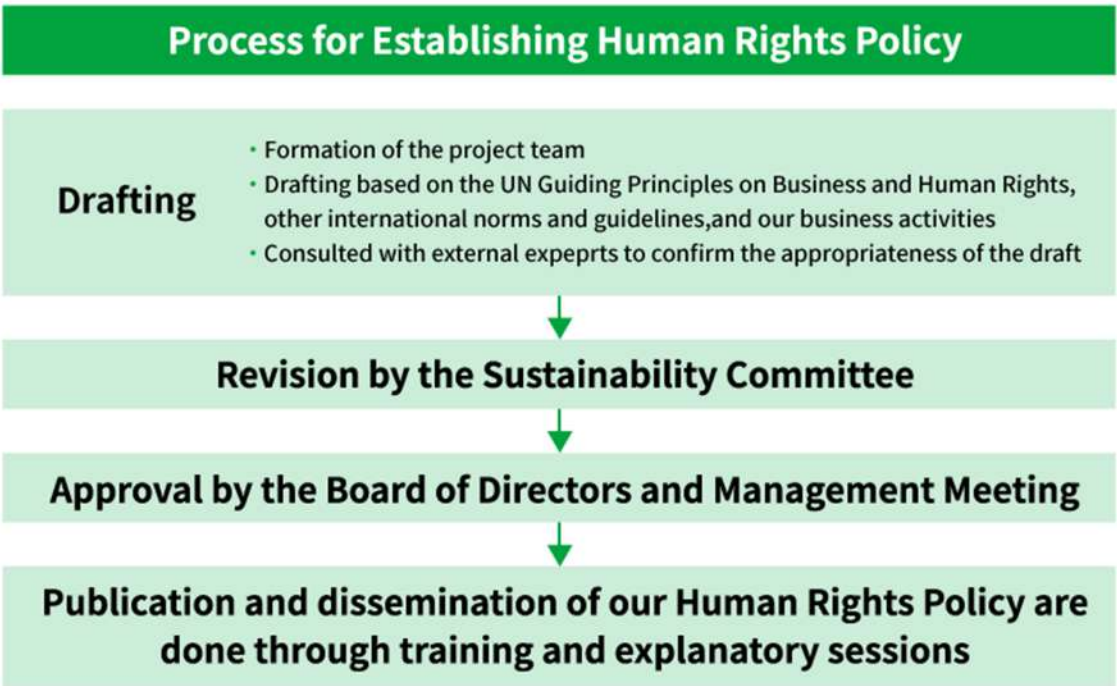 Process for Establishing Human Rights Policy
Drafting
・Formation of the project team
・Drafting based on the UN Guiding Principles on Business and Human Rights,
other international norms and guidelines,and our business activities
・Consulted with external expeprts to confirm the appropriateness of the draft
Revision by the Sustainability Committee
Approval by the Board of Directors and Management Meeting
Publication and dissemination of our Human Rights Policy are
done through training and explanatory sessions